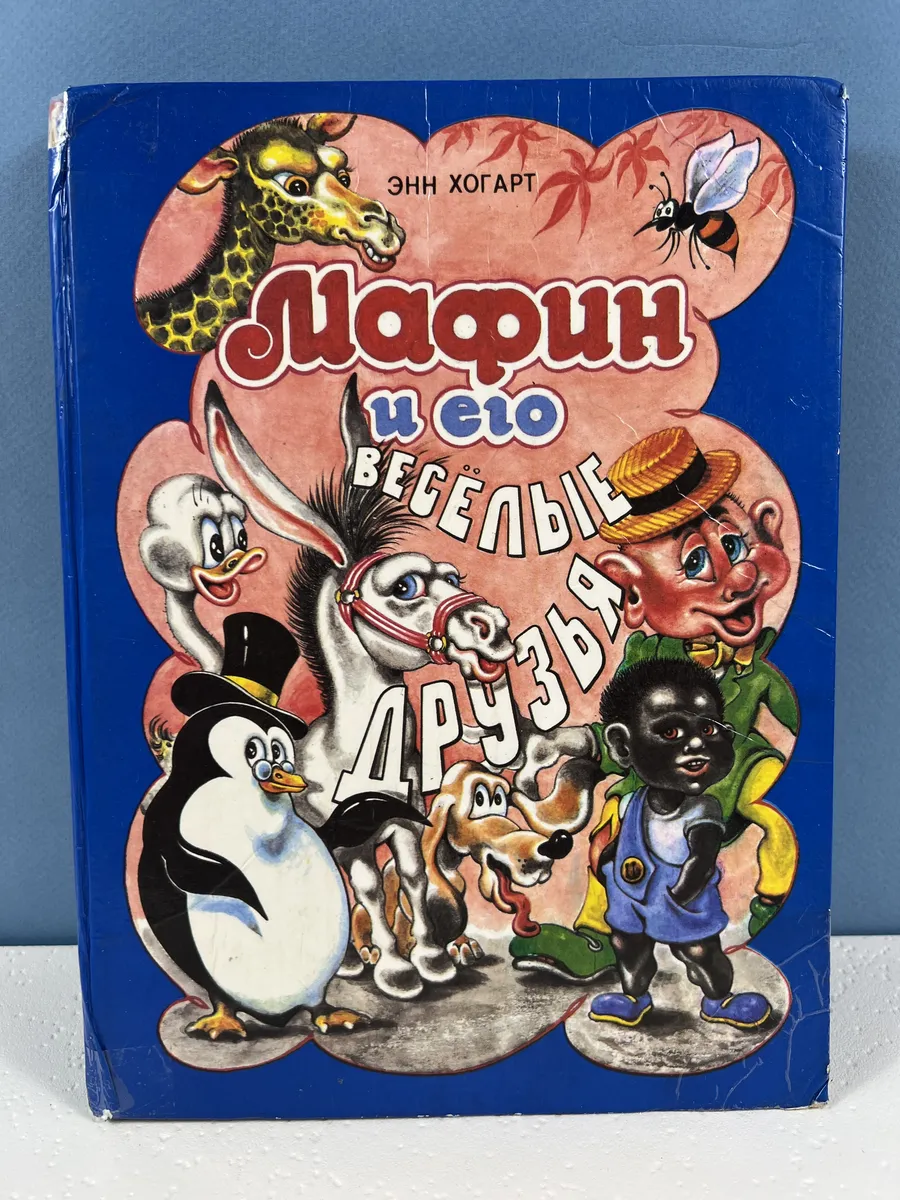 ЭНН ХОГАРТ
Мафин
и его
ВЕСЁЛЫЕ
ДРУЗЬЯ